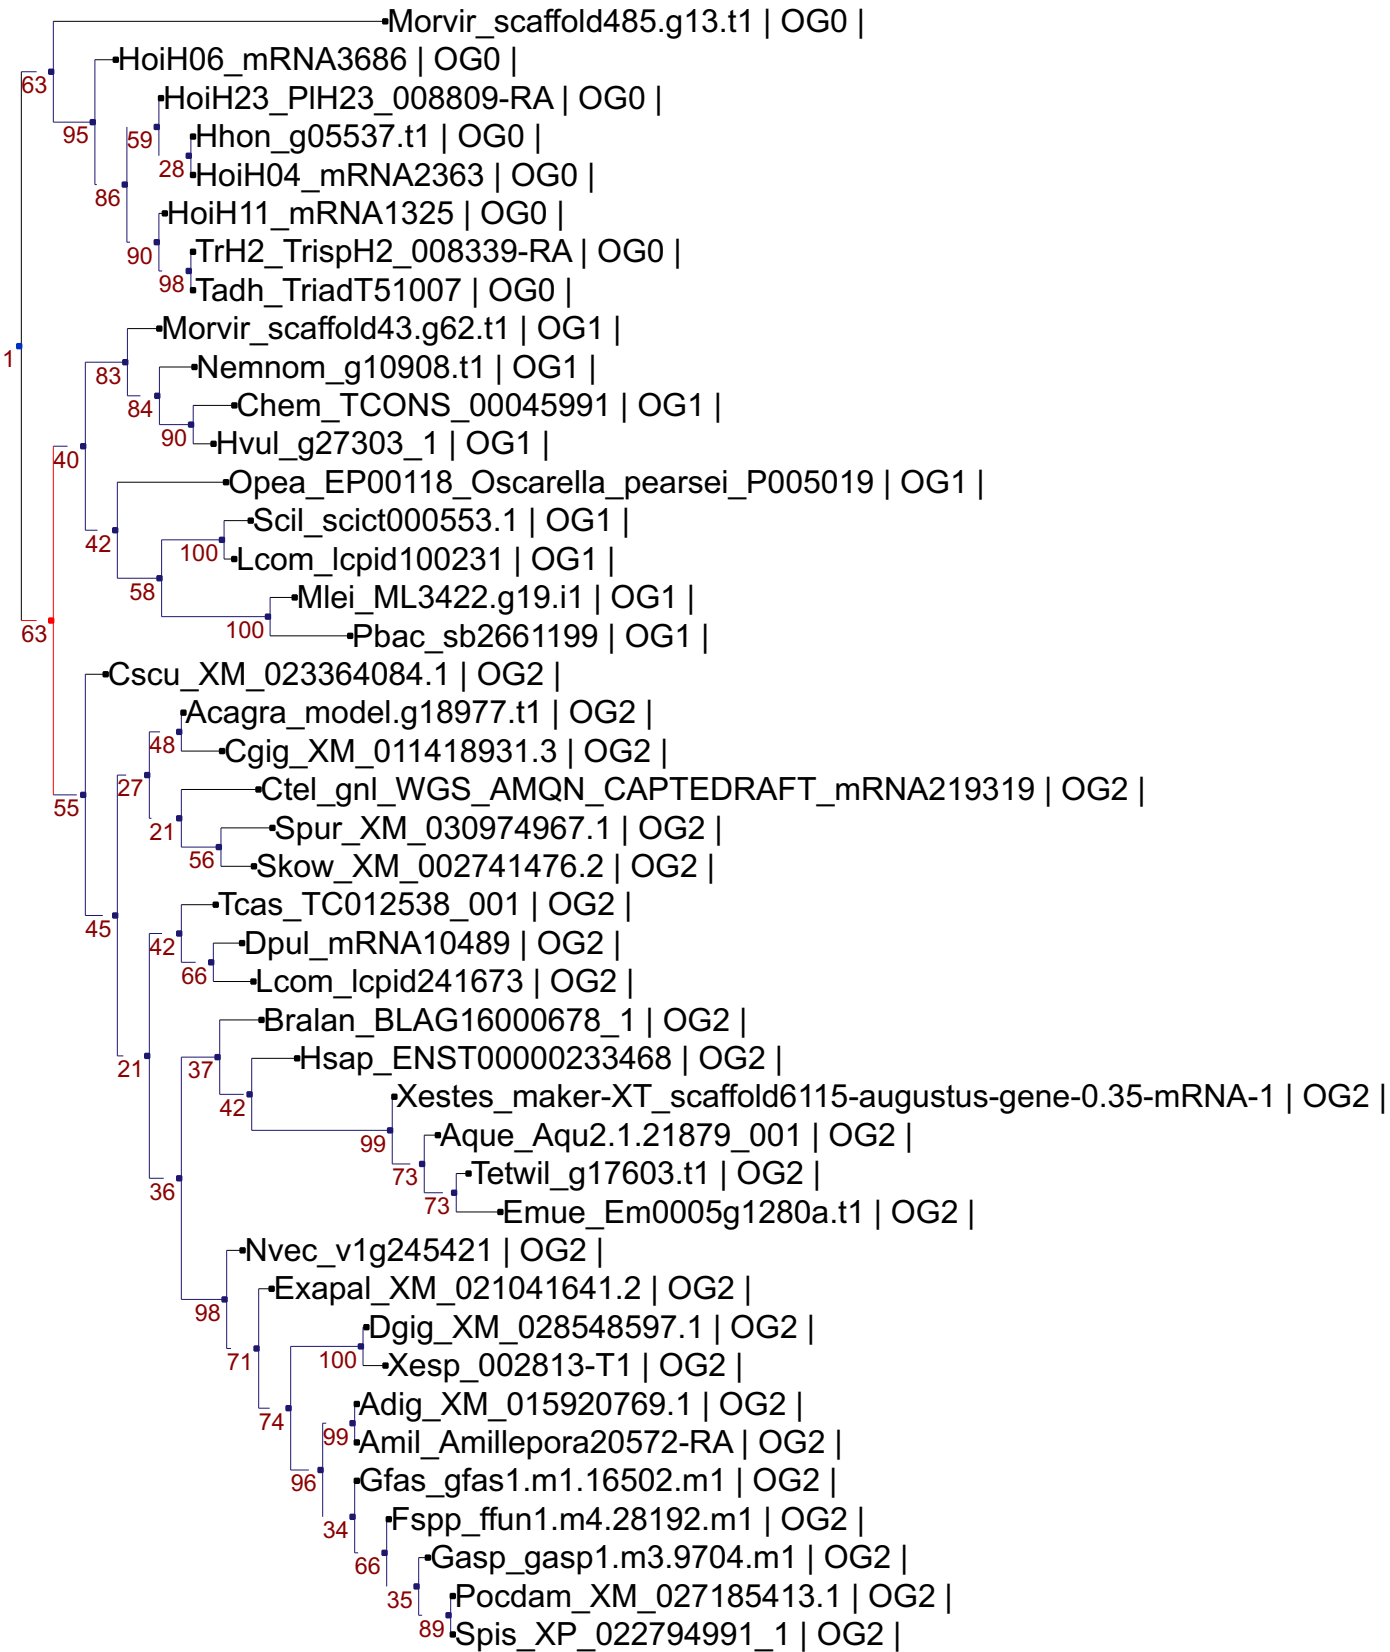 Morvir_scaffold485.g13.t1 | OG0 |
HoiH06_mRNA3686 | OG0 |
63
HoiH23_PlH23_008809-RA | OG0 |
95
59
Hhon_g05537.t1 | OG0 |
28
HoiH04_mRNA2363 | OG0 |
86
HoiH11_mRNA1325 | OG0 |
90
TrH2_TrispH2_008339-RA | OG0 |
98
Tadh_TriadT51007 | OG0 |
Morvir_scaffold43.g62.t1 | OG1 |
1
Nemnom_g10908.t1 | OG1 |
83
84
Chem_TCONS_00045991 | OG1 |
90
Hvul_g27303_1 | OG1 |
40
Opea_EP00118_Oscarella_pearsei_P005019 | OG1 |
Scil_scict000553.1 | OG1 |
42
100
Lcom_lcpid100231 | OG1 |
58
Mlei_ML3422.g19.i1 | OG1 |
63
100
Pbac_sb2661199 | OG1 |
Cscu_XM_023364084.1 | OG2 |
Acagra_model.g18977.t1 | OG2 |
48
Cgig_XM_011418931.3 | OG2 |
27
Ctel_gnl_WGS_AMQN_CAPTEDRAFT_mRNA219319 | OG2 |
55
21
Spur_XM_030974967.1 | OG2 |
56
Skow_XM_002741476.2 | OG2 |
Tcas_TC012538_001 | OG2 |
45
42
Dpul_mRNA10489 | OG2 |
66
Lcom_lcpid241673 | OG2 |
Bralan_BLAG16000678_1 | OG2 |
21
37
Hsap_ENST00000233468 | OG2 |
42
Xestes_maker-XT_scaffold6115-augustus-gene-0.35-mRNA-1 | OG2 |
99
Aque_Aqu2.1.21879_001 | OG2 |
73
Tetwil_g17603.t1 | OG2 |
36
73
Emue_Em0005g1280a.t1 | OG2 |
Nvec_v1g245421 | OG2 |
Exapal_XM_021041641.2 | OG2 |
98
Dgig_XM_028548597.1 | OG2 |
71
100
Xesp_002813-T1 | OG2 |
Adig_XM_015920769.1 | OG2 |
74
99
Amil_Amillepora20572-RA | OG2 |
96
Gfas_gfas1.m1.16502.m1 | OG2 |
34
Fspp_ffun1.m4.28192.m1 | OG2 |
66
Gasp_gasp1.m3.9704.m1 | OG2 |
35
Pocdam_XM_027185413.1 | OG2 |
89
Spis_XP_022794991_1 | OG2 |